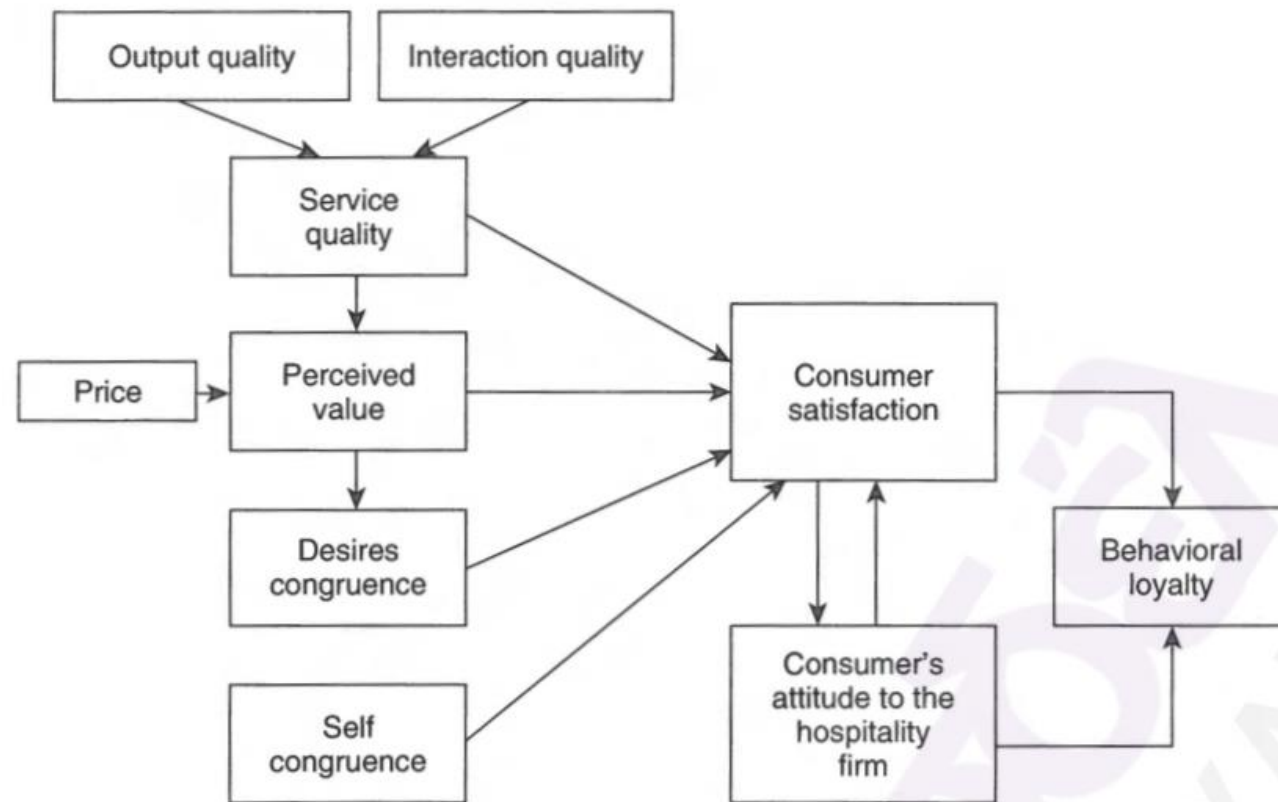 Output quality
Interaction quality
Service
quality
Price
Perceived
value
Consumer
satisfaction
Desires
congruence
Behavioral
loyalty
Self
congruence
Consumer's
attitude to the
hospitality
firm